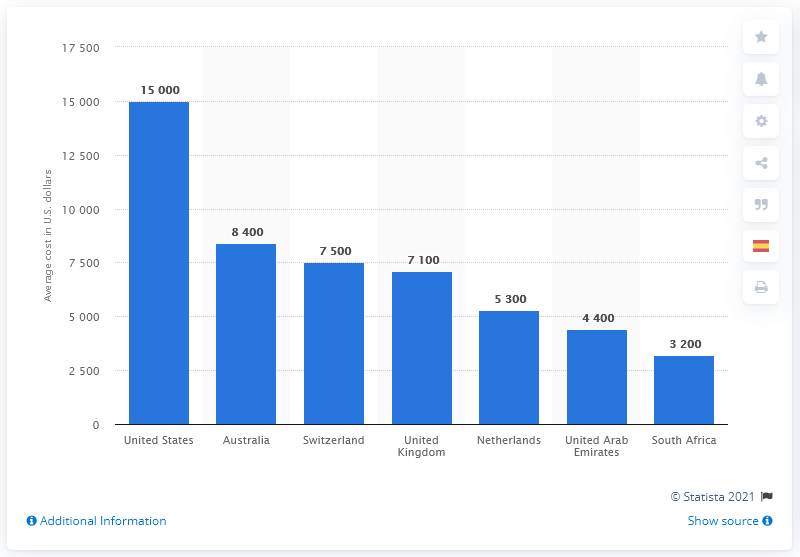 17 500
15 000
12 500
10 000
7 500
5 000
2 500
0
Average cost in U.S. dollars
15 000
8 400
7 500
7 100
5 300
4 400
3 200
United States
Australia
Switzerland
United
Kingdom
Netherlands
United Arab
Emirates
South Africa
© Statista 2021
Additional Information
Show source